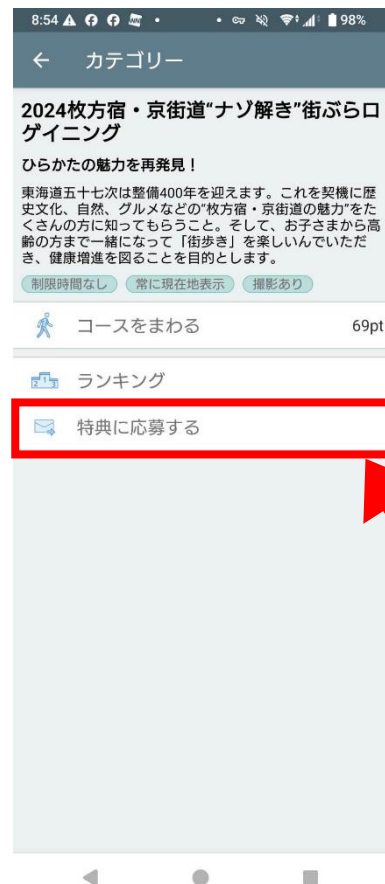 8:54 98%
カテゴリー
2024枚方宿・京街道“ナゾ解き”街ぶらロ
ゲイニング
ひらかたの魅力を再発見！
東海道五十七次は整備400年を迎えます。これを契機に歴
史文化、自然、グルメなどの“枚方宿・京街道の魅力”をた
くさんの方に知ってもらうこと。そして、お子さまから高
齢の方まで一緒になって「街歩き」を楽しいんでいただ
き、健康増進を図ることを目的とします。
制限時間なし 常に現在地表示 撮影あり
コースをまわる 69pt
ランキング
特典に応募する